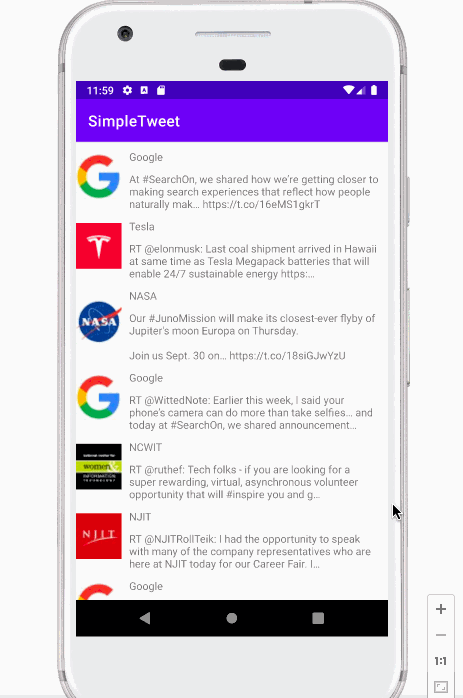 11:59
SimpleTweet
Google
At #SearchOn, we shared how we're getting closer to
making search experiences that reflect how people
naturally mak... https://t.co/16eMS1gkrT
Tesla
RT @elonmusk: Last coal shipment arrived in Hawaii
at same time as Tesla Megapack batteries that will
enable 24/7 sustainable energy https:...
NASA
NASA
Our #JunoMission will make its closest-ever flyby of
Jupiter's moon Europa on Thursday.
Join us Sept. 30 on... https://t.co/18siGJwYzU
Google
RT @WittedNote: Earlier this week, I said your
phone's camera can do more than take selfies... and
today at #SearchOn, we shared announcement...
NCWIT
women&
RT @ruthef: Tech folks - if you are looking for a
super rewarding, virtual, asynchronous volunteer
opportunity that will #inspire you and g...
NJIT
NJIT
RT @NJITRollTeik: I had the opportunity to speak
with many of the company representatives who are
here at NJIT today for our Career Fair. I...
Google
1:1